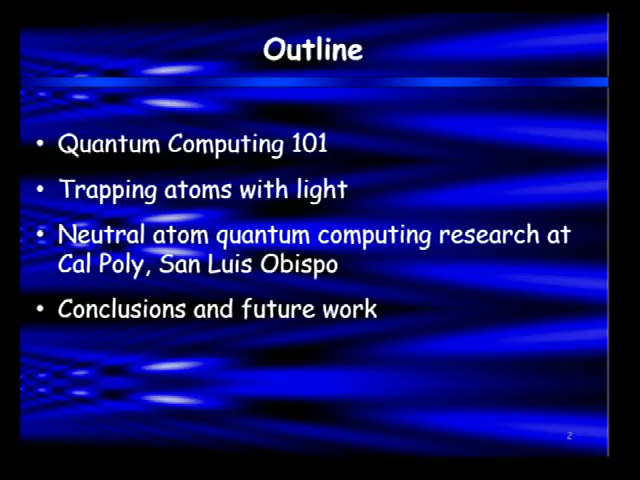 Outline
• Quantum Computing 101
• Trapping atoms with light
• Neutral atom quantum computing research at
Cal Poly, San Luis Obispo
• Conclusions and future work
2